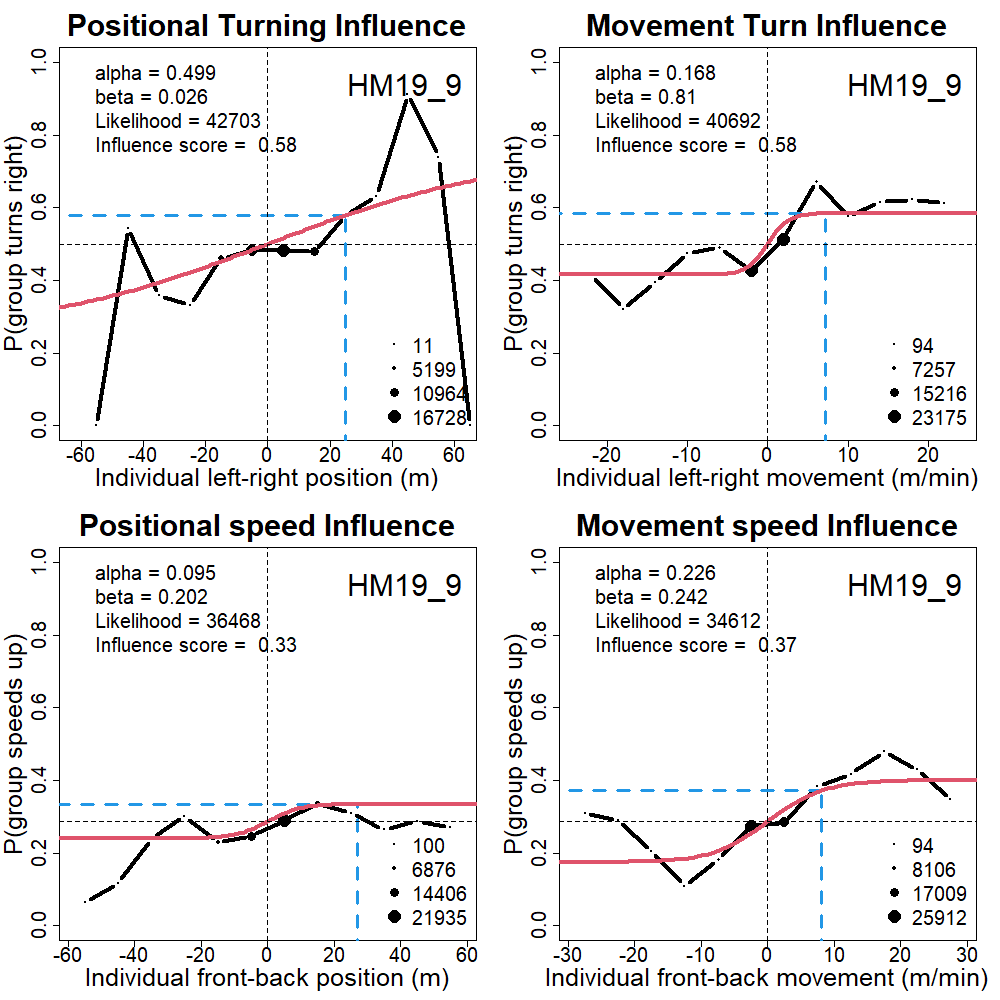 Positional Turning Influence
alpha = 0.499
beta = 0.026
Likelihood = 42703
Influence score =  0.58
HM19_9
P(group turns right)
0.0 0.2 0.4 0.6 0.8 1.0
11
5199
10964
16728
-60 -40 -20 0 20 40 60
Individual left-right position (m)
Movement Turn Influence
alpha = 0.168
beta = 0.81
Likelihood = 40692
Influence score =  0.58
HM19_9
P(group turns right)
0.0 0.2 0.4 0.6 0.8 1.0
94
7257
15216
23175
-20 -10 0 10 20
Individual left-right movement (m/min)
Positional speed Influence
alpha = 0.095
beta = 0.202
Likelihood = 36468
Influence score =  0.33
HM19_9
P(group speeds up)
0.0 0.2 0.4 0.6 0.8 1.0
100
6876
14406
21935
-60 -40 -20 0 20 40 60
Individual front-back position (m)
Movement speed Influence
alpha = 0.226
beta = 0.242
Likelihood = 34612
Influence score =  0.37
HM19_9
P(group speeds up)
0.0 0.2 0.4 0.6 0.8 1.0
94
8106
17009
25912
-30 -20 -10 0 10 20 30
Individual front-back movement (m/min)